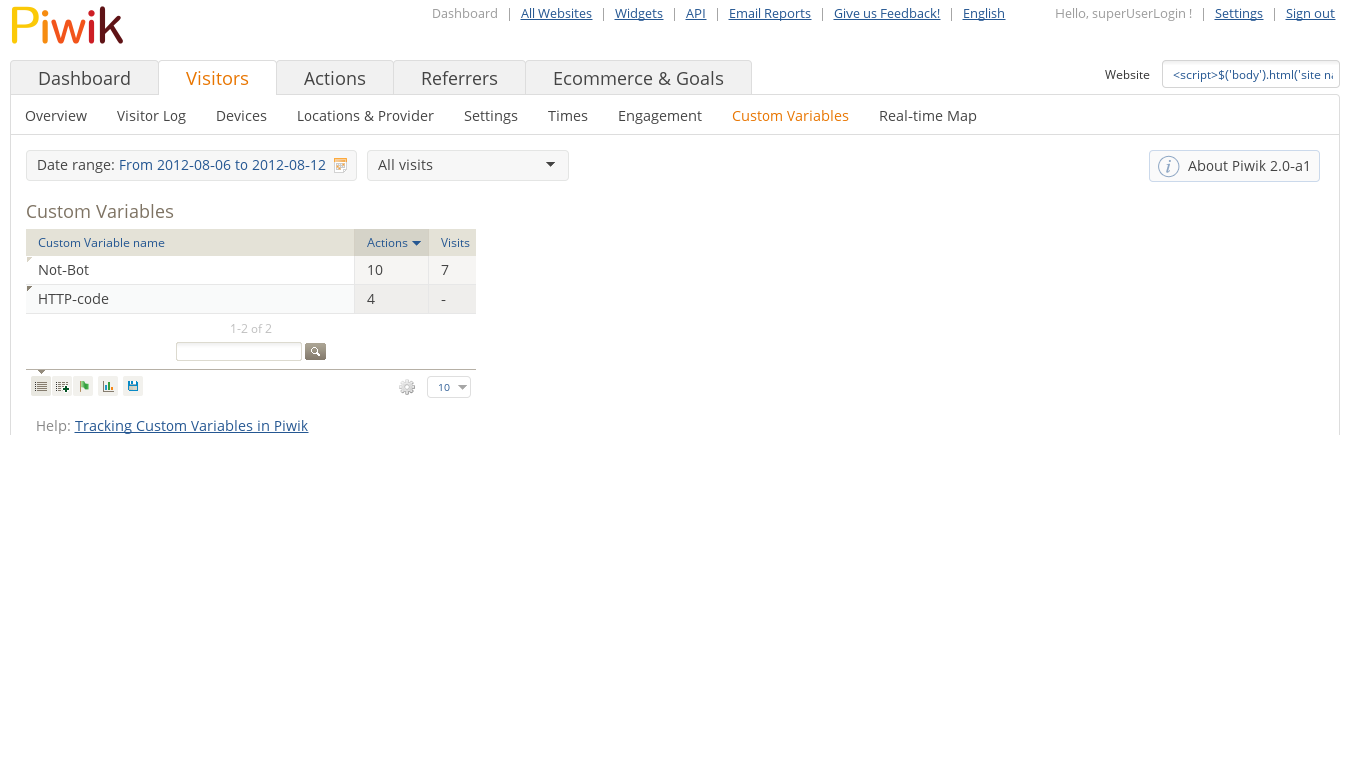 Piwik
Dashboard | All Websites | Widgets | API | Email Reports | Give us Feedback! | English
Hello, superUserLogin ! | Settings | Sign out
Dashboard Visitors Actions Referrers Ecommerce & Goals
Website <script>$('body').html('site na
Overview Visitor Log Devices Locations & Provider Settings Times Engagement Custom Variables Real-time Map
Date range: From 2012-08-06 to 2012-08-12 All visits
About Piwik 2.0-a1
Custom Variables
Custom Variable name Actions Visits
Not-Bot 10 7
HTTP-code 4 -
1-2 of 2
10
Help: Tracking Custom Variables in Piwik